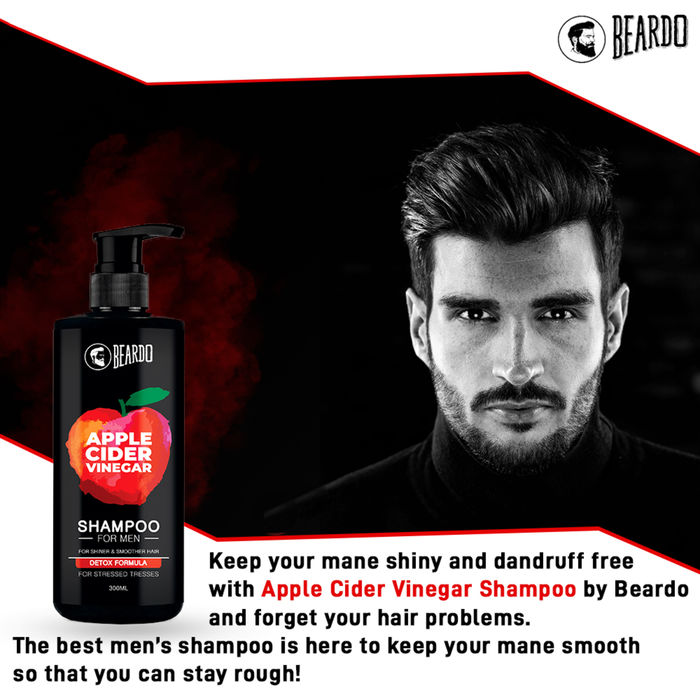 BEARDO
BEARDO
APPLE
CIDER
VINEGAR
SHAMPOO
FOR MEN
FOR SHINER & SMOOTHER HAIR
DETOX FORMULA
FOR STRESSED TRESSES
300ML
Keep your mane shiny and dandruff free
with Apple Cider Vinegar Shampoo by Beardo
and forget your hair problems.
The best men's shampoo is here to keep your mane smooth
so that you can stay rough!